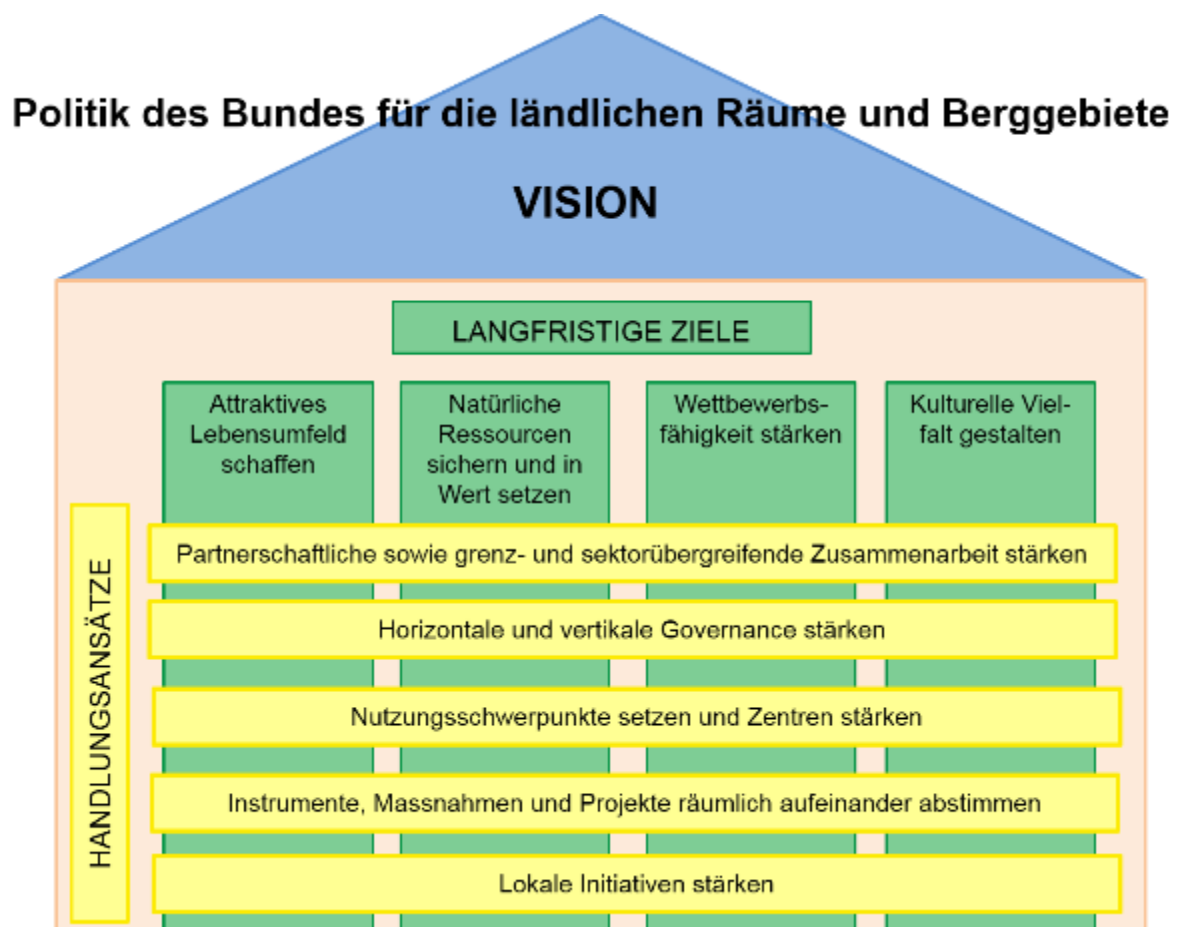 Politik des Bundes für die ländlichen Räume und Berggebiete
VISION
LANGFRISTIGE ZIELE
Attraktives
Lebensumfeld
schaffen
Natürliche
Ressourcen
sichern und in
Wert setzen
Wettbewerbs-
fähigkeit stärken
Kulturelle Viel-
falt gestalten
HANDLUNGSANSÄTZE
Partnerschaftliche sowie grenz- und sektorübergreifende Zusammenarbeit stärken
Horizontale und vertikale Governance stärken
Nutzungsschwerpunkte setzen und Zentren stärken
Instrumente, Massnahmen und Projekte räumlich aufeinander abstimmen
Lokale Initiativen stärken